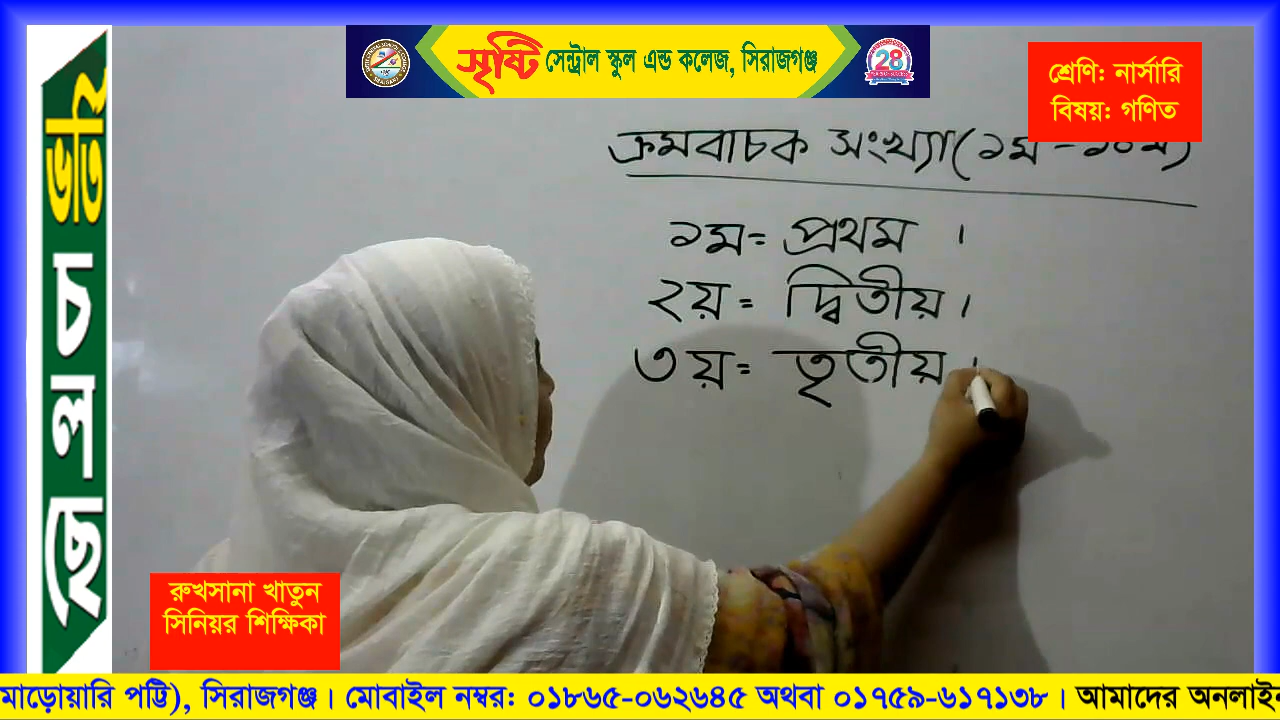 সৃষ্টি সেন্ট্রাল স্কুল এন্ড কলেজ, সিরাজগঞ্জ
28
শ্রেণি: নার্সারি
বিষয়: গণিত
ভর্তি চলছে
ক্রমবাচক সংখ্যা (১ম - ১০ম)
১ম = প্রথম ।
২য় = দ্বিতীয় ।
৩য় = তৃতীয় ।
রুখসানা খাতুন
সিনিয়র শিক্ষিকা
মাড়োয়ারি পট্টি), সিরাজগঞ্জ। মোবাইল নম্বর: ০১৮৬৫-০৬২৬৪৫ অথবা ০১৭৫৯-৬১৭১৩৮ । আমাদের অনলাইন